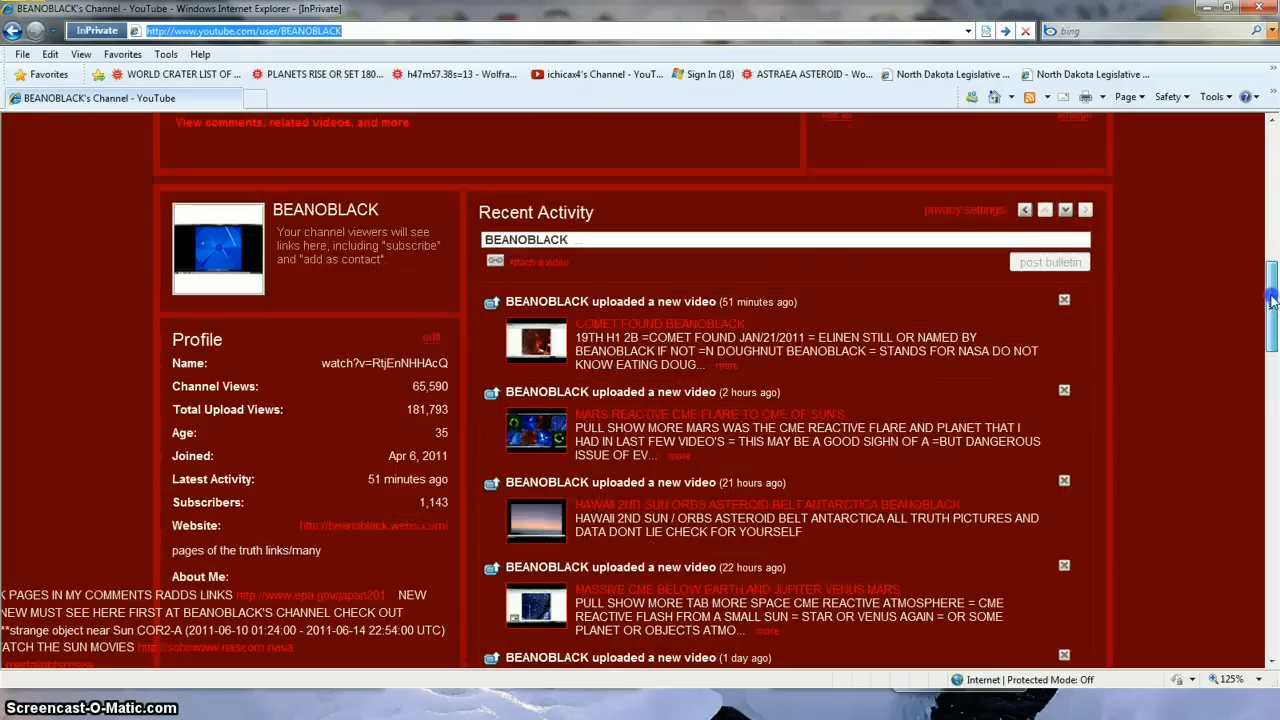 BEANOBLACK's Channel - YouTube - Windows Internet Explorer - [InPrivate]
InPrivate http://www.youtube.com/user/BEANOBLACK bing
File Edit View Favorites Tools Help
Favorites WORLD CRATER LIST OF ... PLANETS RISE OR SET 180... h47m57.38s=13 - Wolfra... ichicax4's Channel - YouT... Sign In (18) ASTRAEA ASTEROID - Wo... North Dakota Legislative ... North Dakota Legislative ...
BEANOBLACK's Channel - YouTube
Page Safety Tools
View comments, related videos, and more
see all
BEANOBLACK
Your channel viewers will see
links here, including "subscribe"
and "add as contact".
Profile edit
Name: watch?v=RtjEnNHHAcQ
Channel Views: 65,590
Total Upload Views: 181,793
Age: 35
Joined: Apr 6, 2011
Latest Activity: 51 minutes ago
Subscribers: 1,143
Website: http://beanoblack.webs.com/
pages of the truth links/many
About Me:
K PAGES IN MY COMMENTS RADDS LINKS http://www.epa.gov/japan201 NEW
NEW MUST SEE HERE FIRST AT BEANOBLACK'S CHANNEL CHECK OUT
**strange object near Sun COR2-A (2011-06-10 01:24:00 - 2011-06-14 22:54:00 UTC)
ATCH THE SUN MOVIES http://sohowww.nascom.nasa
Recent Activity privacy settings
BEANOBLACK ...
Attach a video post bulletin
BEANOBLACK uploaded a new video (51 minutes ago)
COMET FOUND BEANOBLACK
19TH H1 2B =COMET FOUND JAN/21/2011 = ELINEN STILL OR NAMED BY
BEANOBLACK IF NOT =N DOUGHNUT BEANOBLACK = STANDS FOR NASA DO NOT
KNOW EATING DOUG... more
BEANOBLACK uploaded a new video (2 hours ago)
MARS REACTIVE CME FLARE TO CME OF SUN'S
PULL SHOW MORE MARS WAS THE CME REACTIVE FLARE AND PLANET THAT I
HAD IN LAST FEW VIDEO'S = THIS MAY BE A GOOD SIGHN OF A =BUT DANGEROUS
ISSUE OF EV... more
BEANOBLACK uploaded a new video (21 hours ago)
HAWAII 2ND SUN ORBS ASTEROID BELT ANTARCTICA BEANOBLACK
HAWAII 2ND SUN / ORBS ASTEROID BELT ANTARCTICA ALL TRUTH PICTURES AND
DATA DONT LIE CHECK FOR YOURSELF
BEANOBLACK uploaded a new video (22 hours ago)
MASSIVE CME BELOW EARTH AND JUPITER VENUS MARS
PULL SHOW MORE TAB MORE SPACE CME REACTIVE ATMOSPHERE = CME
REACTIVE FLASH FROM A SMALL SUN = STAR OR VENUS AGAIN = OR SOME
PLANET OR OBJECTS ATMO... more
BEANOBLACK uploaded a new video (1 day ago)
Internet | Protected Mode: Off 125%
Screencast-O-Matic.com